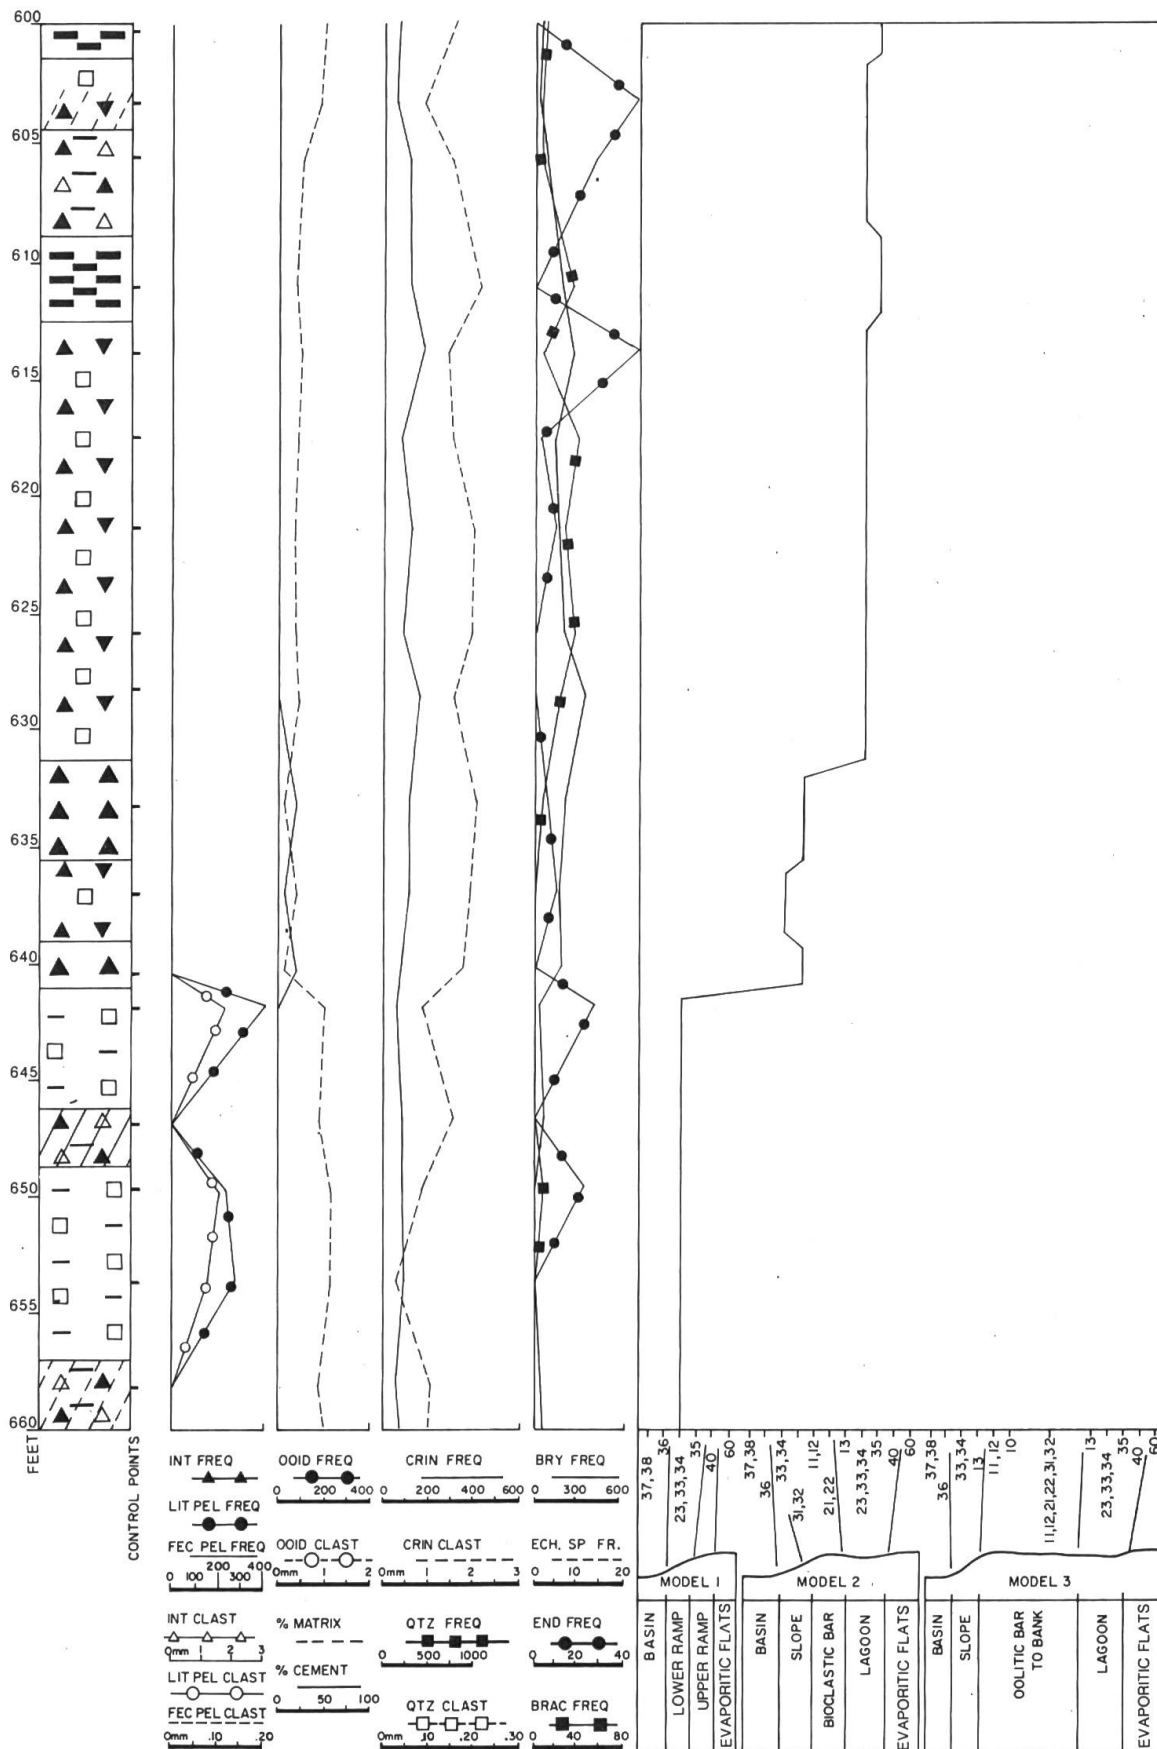 600
605
610
615
620
625
630
635
640
645
650
655
660
FEET
CONTROL POINTS
INT FREQ
LIT PEL FREQ
FEC PEL FREQ
200 400
0 100 300
INT CLAST
0mm 1 2 3
LIT PEL CLAST
FEC PEL CLAST
0mm .10 .20
OOID FREQ
0 200 400
OOID CLAST
0mm 1 2
% MATRIX
% CEMENT
50 100
CRIN FREQ
0 200 400 600
CRIN CLAST
0mm 1 2 3
QTZ FREQ
0 500 1000
QTZ CLAST
0mm .10 .20 .30
BRY FREQ
0 300 600
ECH. SP FR.
0 10 20
END FREQ
0 20 40
BRAC FREQ
0 40 80
37, 38
36
23, 33, 34
35
40
60
37, 38
36
33, 34
31, 32
11, 12
21, 22
13
23, 33, 34
35
40
60
37, 38
36
33, 34
13
11, 12
10
11, 12, 21, 22, 31, 32
13
23, 33, 34
35
40
60
MODEL 1
MODEL 2
MODEL 3
BASIN
LOWER RAMP
UPPER RAMP
EVAPORITIC FLATS
BASIN
SLOPE
BIOCLASTIC BAR
LAGOON
EVAPORITIC FLATS
BASIN
SLOPE
OOLITIC BAR
TO BANK
LAGOON
EVAPORITIC FLATS